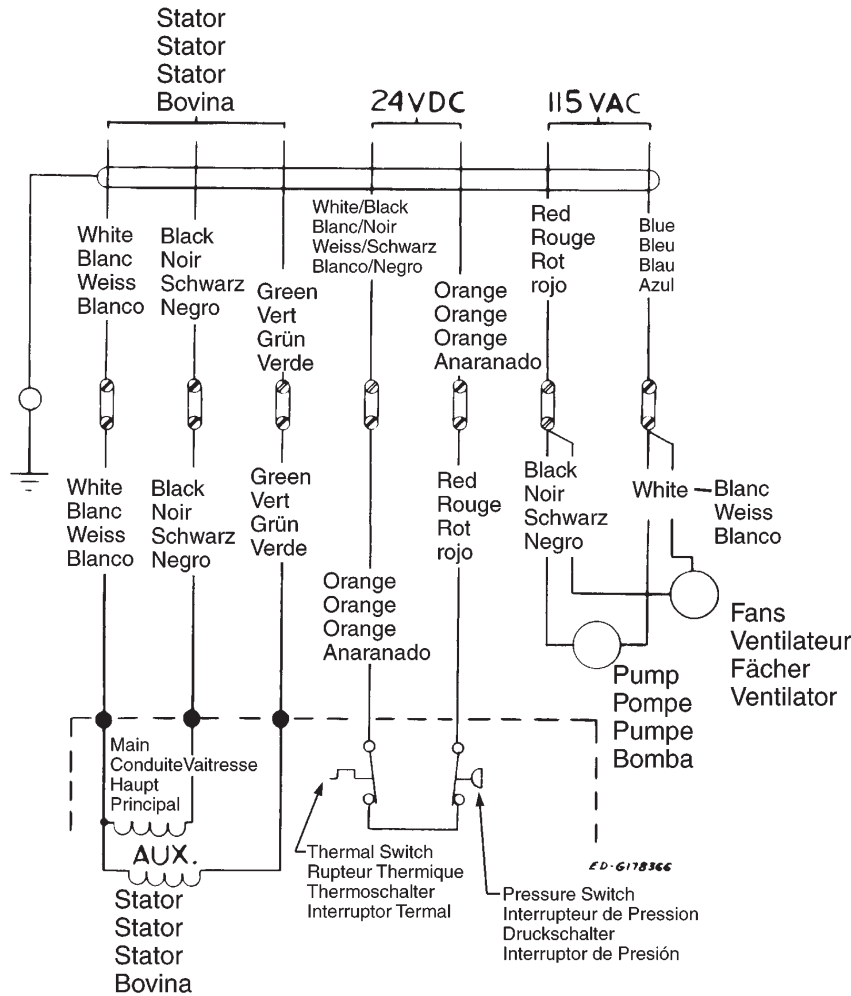 Stator
Stator
Stator
Bovina
24VDC
115 VAC
White
Blanc
Weiss
Blanco
Black
Noir
Schwarz
Negro
Green
Vert
Grün
Verde
White/Black
Blanc/Noir
Weiss/Schwarz
Blanco/Negro
Orange
Orange
Orange
Anaranado
Red
Rouge
Rot
rojo
Blue
Bleu
Blau
Azul
White
Blanc
Weiss
Blanco
Black
Noir
Schwarz
Negro
Green
Vert
Grün
Verde
Orange
Orange
Orange
Anaranado
Red
Rouge
Rot
rojo
Black
Noir
Schwarz
Negro
White
Blanc
Weiss
Blanco
Fans
Ventilateur
Fächer
Ventilator
Pump
Pompe
Pumpe
Bomba
Main
ConduiteVaitresse
Haupt
Principal
AUX.
Stator
Stator
Stator
Bovina
Thermal Switch
Rupteur Thermique
Thermoschalter
Interruptor Termal
ED-G178366
Pressure Switch
Interrupteur de Pression
Druckschalter
Interruptor de Presión